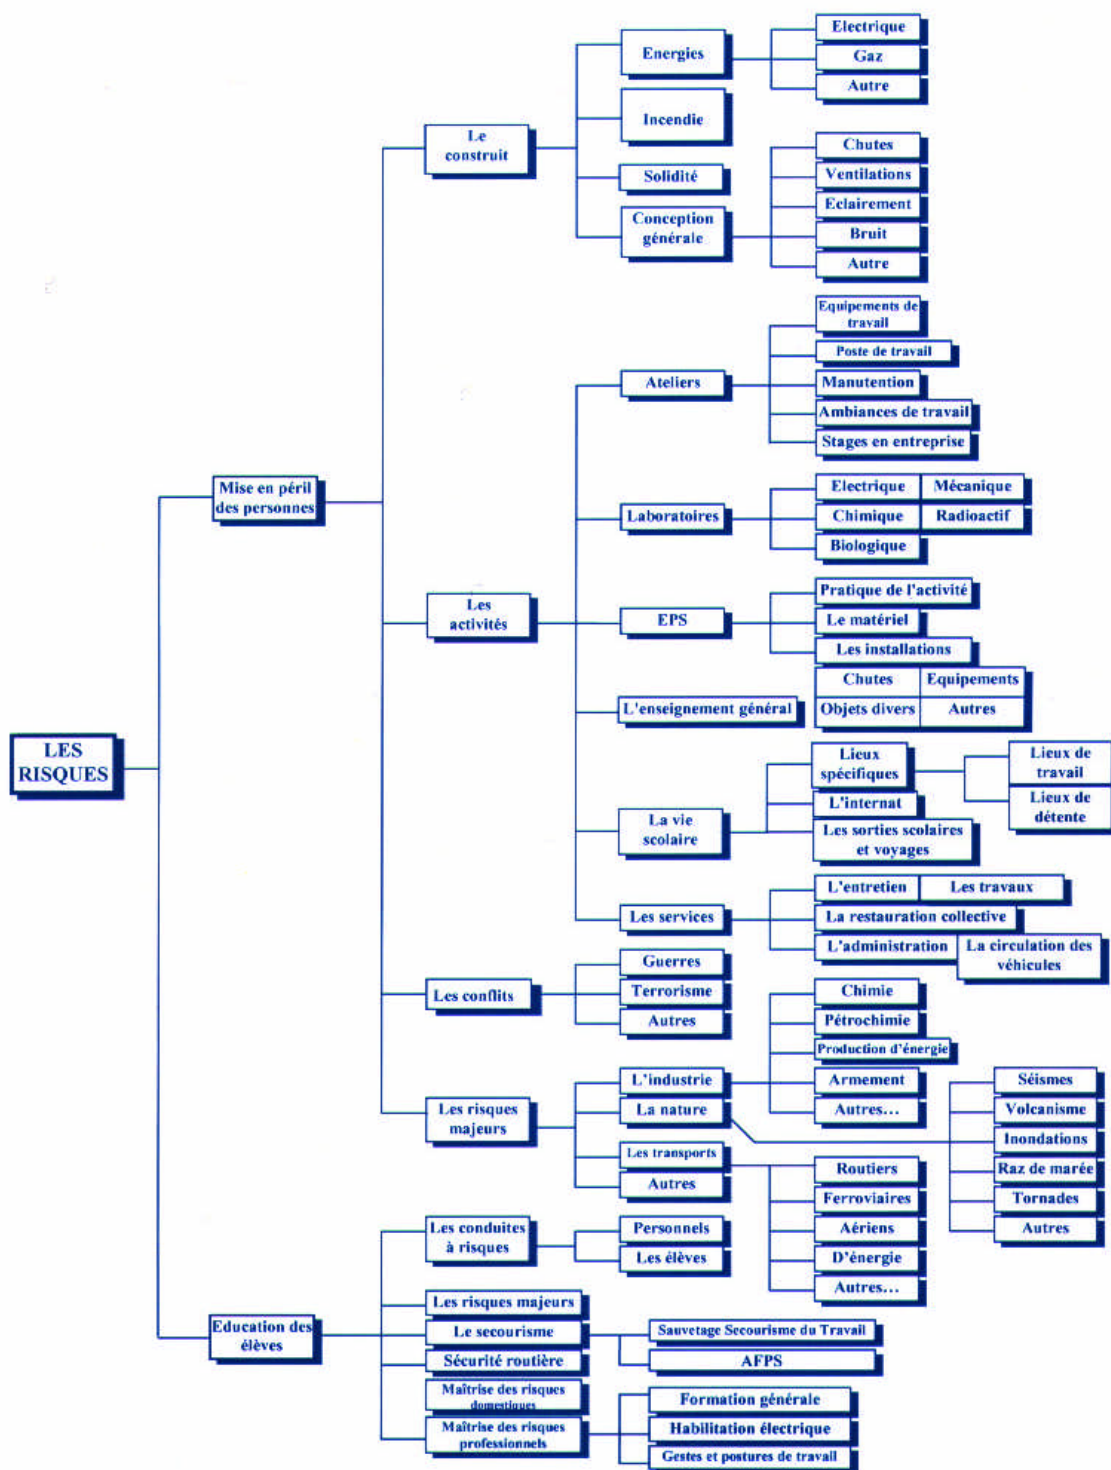 LES
RISQUES
Mise en péril
des personnes
Le
construit
Energies
Electrique
Gaz
Autre
Incendie
Solidité
Conception
générale
Chutes
Ventilations
Eclairement
Bruit
Autre
Les
activités
Ateliers
Equipements de
travail
Poste de travail
Manutention
Ambiances de travail
Stages en entreprise
Laboratoires
Electrique
Mécanique
Chimique
Radioactif
Biologique
EPS
Pratique de l'activité
Le matériel
Les installations
L'enseignement général
Chutes
Equipements
Objets divers
Autres
La vie
scolaire
Lieux
spécifiques
Lieux de
travail
Lieux de
détente
L'internat
Les sorties scolaires
et voyages
Les services
L'entretien
Les travaux
La restauration collective
L'administration
La circulation des
véhicules
Les conflits
Guerres
Terrorisme
Autres
Les risques
majeurs
L'industrie
Chimie
Pétrochimie
Production d'énergie
Armement
Autres...
La nature
Séismes
Volcanisme
Inondations
Raz de marée
Tornades
Autres
Les transports
Routiers
Ferroviaires
Aériens
D'énergie
Autres...
Autres
Education des
élèves
Les conduites
à risques
Personnels
Les élèves
Les risques majeurs
Le secourisme
Sauvetage Secourisme du Travail
AFPS
Sécurité routière
Maîtrise des risques
domestiques
Maîtrise des risques
professionnels
Formation générale
Habilitation électrique
Gestes et postures de travail